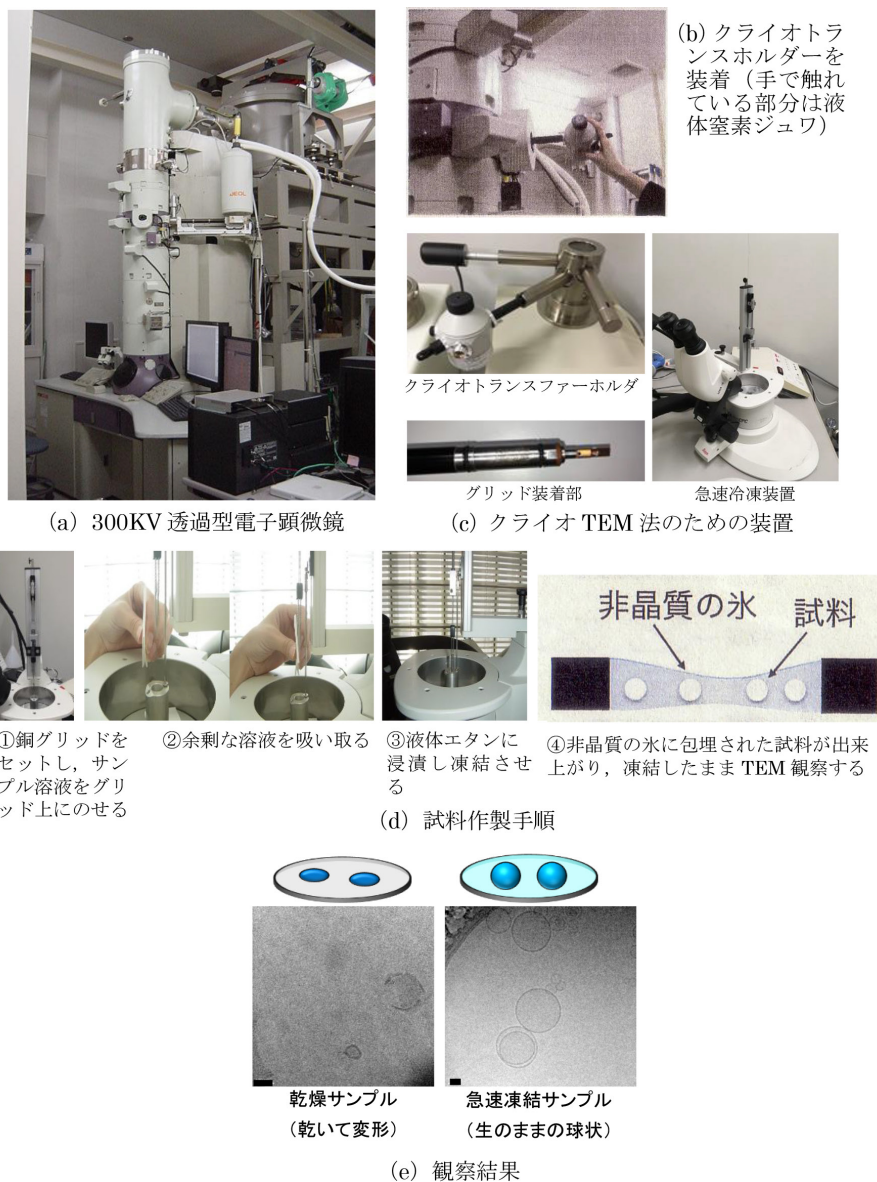 (b) クライオトラ
ンスホルダーを
装着（手で触れ
ている部分は液
体窒素ジュワ）
JEOL
クライオトランスファーホルダ
グリッド装着部
急速冷凍装置
(a) 300KV 透過型電子顕微鏡
(c) クライオ TEM 法のための装置
非晶質の氷
試料
①銅グリッドを
セットし，サン
プル溶液をグリ
ッド上にのせる
②余剰な溶液を吸い取る
③液体エタンに
浸漬し凍結させ
る
④非晶質の氷に包埋された試料が出来
上がり，凍結したまま TEM 観察する
(d) 試料作製手順
乾燥サンプル
（乾いて変形）
急速凍結サンプル
（生のままの球状）
(e) 観察結果